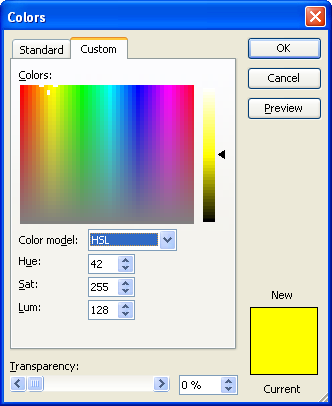 Colors
Standard
Custom
OK
Cancel
Preview
Colors:
Color model: HSL
Hue: 42
Sat: 255
Lum: 128
New
Current
Transparency:
0 %